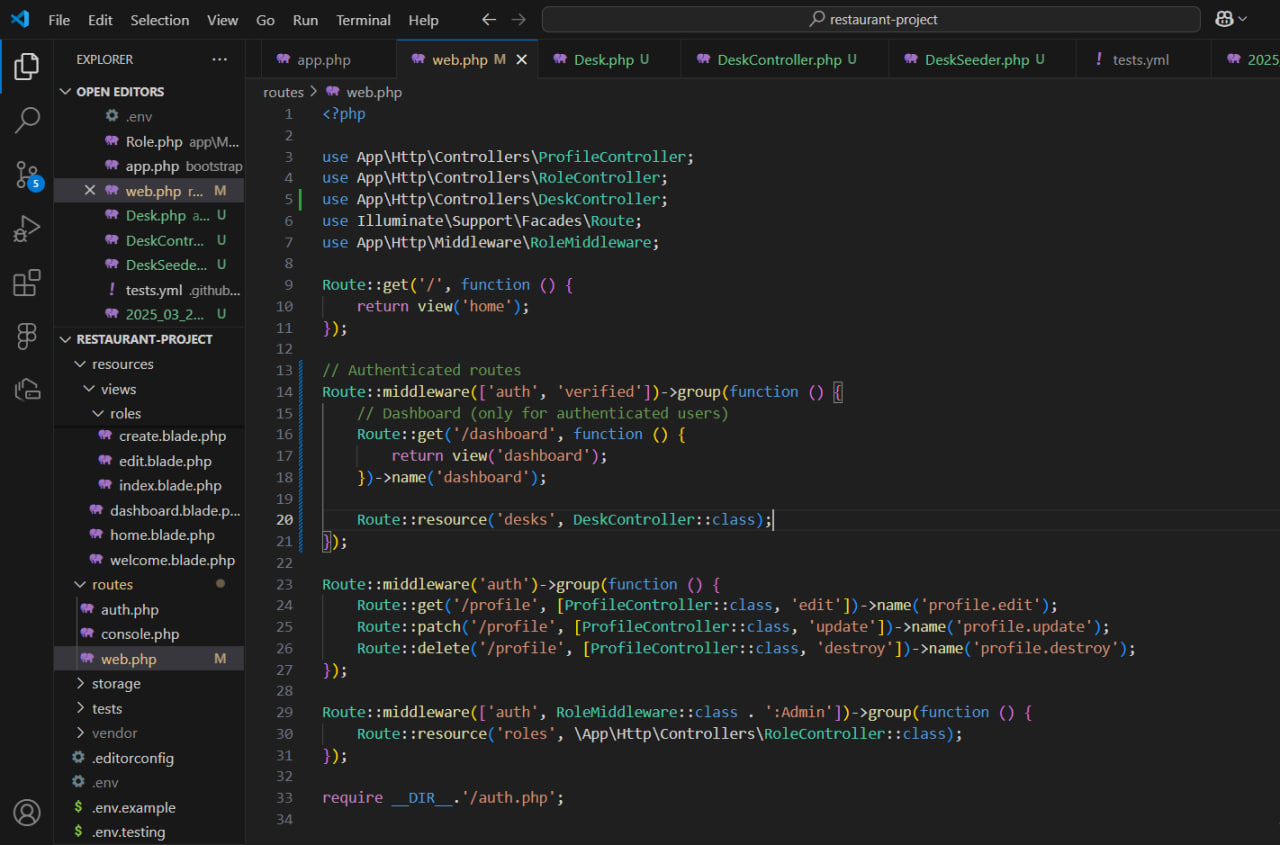 File Edit Selection View Go Run Terminal Help
restaurant-project
EXPLORER
OPEN EDITORS
.env
Role.php app\M...
app.php bootstrap
web.php r... M
Desk.php a... U
DeskContr... U
DeskSeede... U
! tests.yml .github...
2025_03_2... U
RESTAURANT-PROJECT
resources
views
roles
create.blade.php
edit.blade.php
index.blade.php
dashboard.blade.p...
home.blade.php
welcome.blade.php
routes
auth.php
console.php
web.php M
storage
tests
vendor
.editorconfig
.env
$ .env.example
$ .env.testing
5
app.php
web.php M
Desk.php U
DeskController.php U
DeskSeeder.php U
! tests.yml
2025
routes > web.php
1 <?php
2
3 use App\Http\Controllers\ProfileController;
4 use App\Http\Controllers\RoleController;
5 use App\Http\Controllers\DeskController;
6 use Illuminate\Support\Facades\Route;
7 use App\Http\Middleware\RoleMiddleware;
8
9 Route::get('/', function () {
10 return view('home');
11 });
12
13 // Authenticated routes
14 Route::middleware(['auth', 'verified'])->group(function () {
15 // Dashboard (only for authenticated users)
16 Route::get('/dashboard', function () {
17 return view('dashboard');
18 })->name('dashboard');
19
20 Route::resource('desks', DeskController::class);
21 });
22
23 Route::middleware('auth')->group(function () {
24 Route::get('/profile', [ProfileController::class, 'edit'])->name('profile.edit');
25 Route::patch('/profile', [ProfileController::class, 'update'])->name('profile.update');
26 Route::delete('/profile', [ProfileController::class, 'destroy'])->name('profile.destroy');
27 });
28
29 Route::middleware(['auth', RoleMiddleware::class . ':Admin'])->group(function () {
30 Route::resource('roles', \App\Http\Controllers\RoleController::class);
31 });
32
33 require __DIR__.'/auth.php';
34